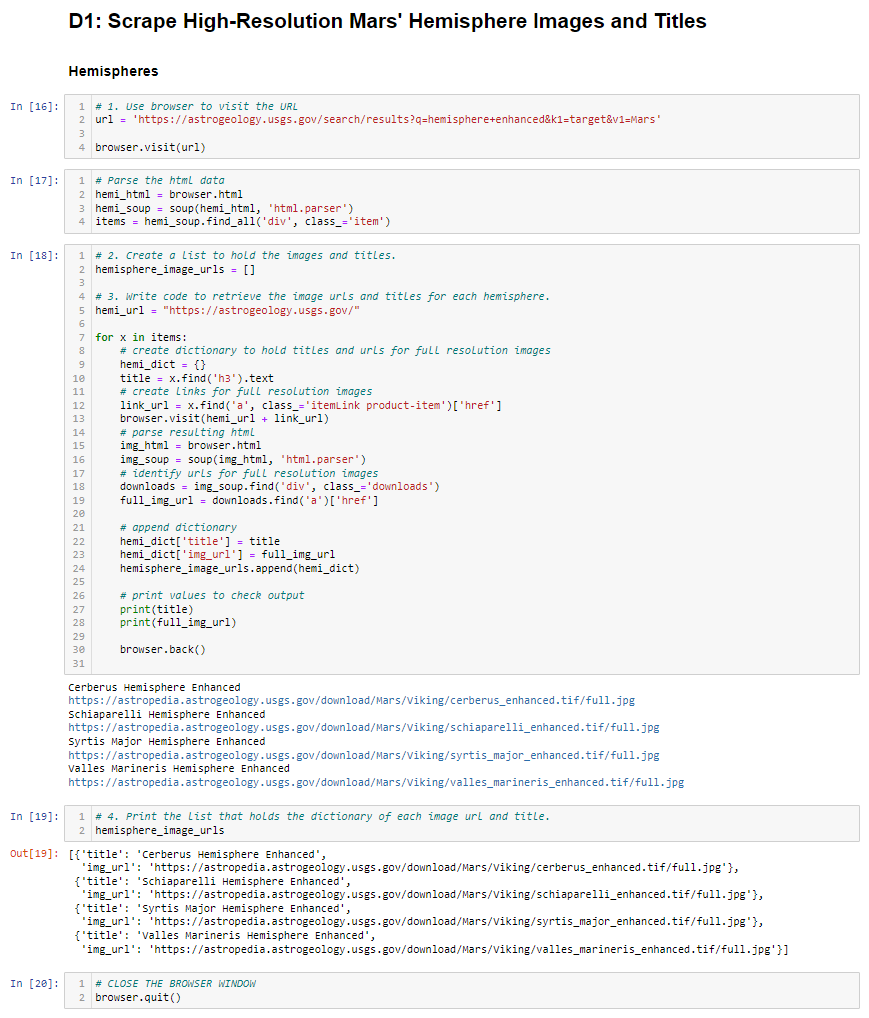 D1: Scrape High-Resolution Mars' Hemisphere Images and Titles
Hemispheres
In [16]:
1 # 1. Use browser to visit the URL
2 url = 'https://astrogeology.usgs.gov/search/results?q=hemisphere+enhanced&k1=target&v1=Mars'
3
4 browser.visit(url)
In [17]:
1 # Parse the html data
2 hemi_html = browser.html
3 hemi_soup = soup(hemi_html, 'html.parser')
4 items = hemi_soup.find_all('div', class_='item')
In [18]:
1 # 2. Create a list to hold the images and titles.
2 hemisphere_image_urls = []
3
4 # 3. Write code to retrieve the image urls and titles for each hemisphere.
5 hemi_url = "https://astrogeology.usgs.gov/"
6
7 for x in items:
8     # create dictionary to hold titles and urls for full resolution images
9     hemi_dict = {}
10     title = x.find('h3').text
11     # create links for full resolution images
12     link_url = x.find('a', class_='itemLink product-item')['href']
13     browser.visit(hemi_url + link_url)
14     # parse resulting html
15     img_html = browser.html
16     img_soup = soup(img_html, 'html.parser')
17     # identify urls for full resolution images
18     downloads = img_soup.find('div', class_='downloads')
19     full_img_url = downloads.find('a')['href']
20
21     # append dictionary
22     hemi_dict['title'] = title
23     hemi_dict['img_url'] = full_img_url
24     hemisphere_image_urls.append(hemi_dict)
25
26     # print values to check output
27     print(title)
28     print(full_img_url)
29
30     browser.back()
31
Cerberus Hemisphere Enhanced
https://astropedia.astrogeology.usgs.gov/download/Mars/Viking/cerberus_enhanced.tif/full.jpg
Schiaparelli Hemisphere Enhanced
https://astropedia.astrogeology.usgs.gov/download/Mars/Viking/schiaparelli_enhanced.tif/full.jpg
Syrtis Major Hemisphere Enhanced
https://astropedia.astrogeology.usgs.gov/download/Mars/Viking/syrtis_major_enhanced.tif/full.jpg
Valles Marineris Hemisphere Enhanced
https://astropedia.astrogeology.usgs.gov/download/Mars/Viking/valles_marineris_enhanced.tif/full.jpg
In [19]:
1 # 4. Print the list that holds the dictionary of each image url and title.
2 hemisphere_image_urls
Out[19]: [{'title': 'Cerberus Hemisphere Enhanced',
'img_url': 'https://astropedia.astrogeology.usgs.gov/download/Mars/Viking/cerberus_enhanced.tif/full.jpg'},
{'title': 'Schiaparelli Hemisphere Enhanced',
'img_url': 'https://astropedia.astrogeology.usgs.gov/download/Mars/Viking/schiaparelli_enhanced.tif/full.jpg'},
{'title': 'Syrtis Major Hemisphere Enhanced',
'img_url': 'https://astropedia.astrogeology.usgs.gov/download/Mars/Viking/syrtis_major_enhanced.tif/full.jpg'},
{'title': 'Valles Marineris Hemisphere Enhanced',
'img_url': 'https://astropedia.astrogeology.usgs.gov/download/Mars/Viking/valles_marineris_enhanced.tif/full.jpg'}]
In [20]:
1 # CLOSE THE BROWSER WINDOW
2 browser.quit()